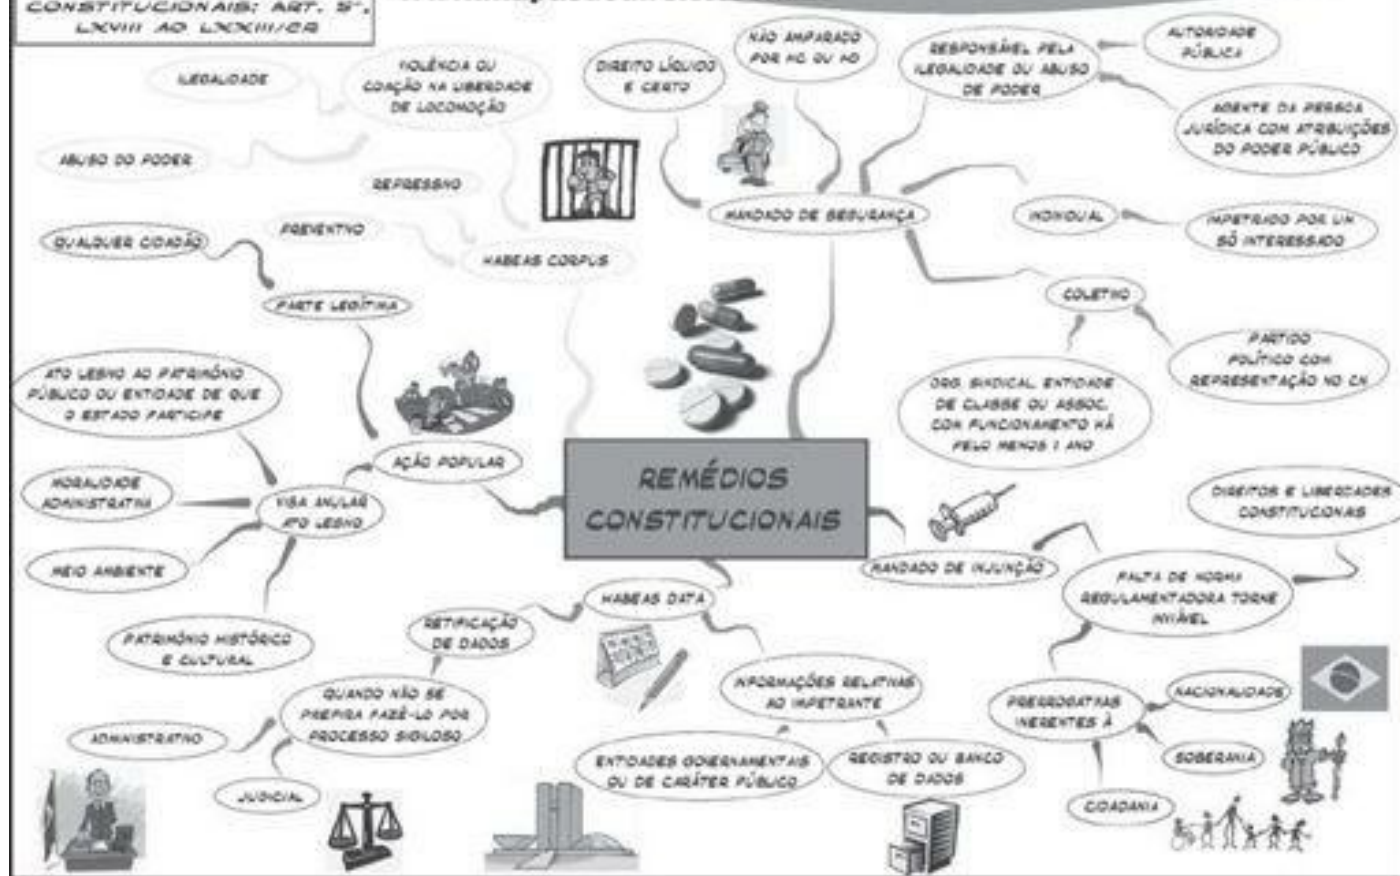 CONSTITUCIONAIS: ART. 5º,
LXVIII AO LXXIII/CR
ILEGALIDADE
VIOLÊNCIA OU
COAÇÃO NA LIBERDADE
DE LOCOMOÇÃO
ABUSO DO PODER
REPRESSIVO
PREVENTIVO
HABEAS CORPUS
DIREITO LÍQUIDO
E CERTO
NÃO AMPARADO
POR HC OU HD
RESPONSÁVEL PELA
ILEGALIDADE OU ABUSO
DE PODER
AUTORIDADE
PÚBLICA
AGENTE DA PESSOA
JURÍDICA COM ATRIBUIÇÕES
DO PODER PÚBLICO
MANDADO DE SEGURANÇA
INDIVIDUAL
IMPETRADO POR UM
SÓ INTERESSADO
COLETIVO
PARTIDO
POLÍTICO COM
REPRESENTAÇÃO NO CN
ORG. SINDICAL, ENTIDADE
DE CLASSE OU ASSOC.
COM FUNCIONAMENTO HÁ
PELO MENOS 1 ANO
QUALQUER CIDADÃO
PARTE LEGÍTIMA
ATO LESIVO AO PATRIMÔNIO
PÚBLICO OU ENTIDADE DE QUE
O ESTADO PARTICIPE
MORALIDADE
ADMINISTRATIVA
MEIO AMBIENTE
PATRIMÔNIO HISTÓRICO
E CULTURAL
VISA ANULAR
ATO LESIVO
AÇÃO POPULAR
REMÉDIOS
CONSTITUCIONAIS
MANDADO DE INJUNÇÃO
DIREITOS E LIBERDADES
CONSTITUCIONAIS
FALTA DE NORMA
REGULAMENTADORA TORNE
INVIÁVEL
PRERROGATIVAS
INERENTES À
NACIONALIDADE
SOBERANIA
CIDADANIA
HABEAS DATA
RETIFICAÇÃO
DE DADOS
QUANDO NÃO SE
PREFIRA FAZÊ-LO POR
PROCESSO SIGILOSO
ADMINISTRATIVO
JUDICIAL
INFORMAÇÕES RELATIVAS
AO IMPETRANTE
ENTIDADES GOVERNAMENTAIS
OU DE CARÁTER PÚBLICO
REGISTRO OU BANCO
DE DADOS